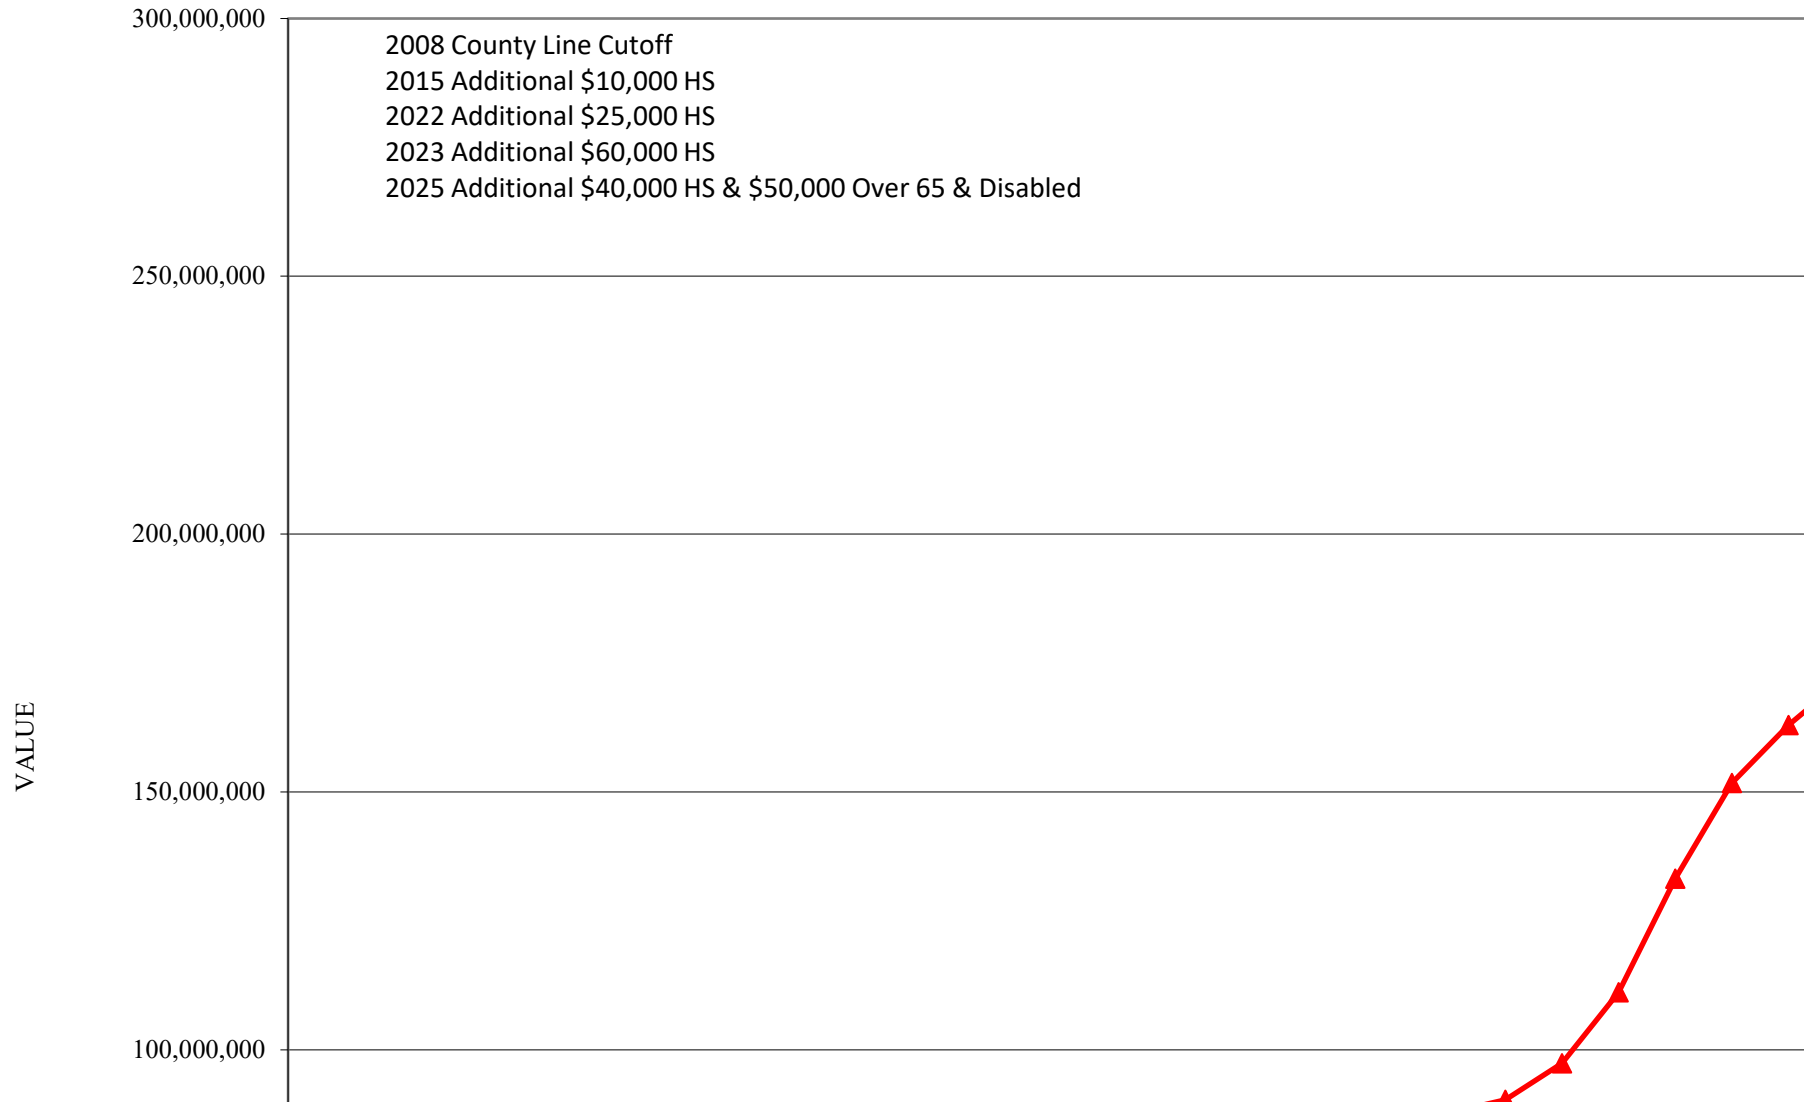 300,000,000
2008 County Line Cutoff
2015 Additional $10,000 HS
2022 Additional $25,000 HS
2023 Additional $60,000 HS
2025 Additional $40,000 HS & $50,000 Over 65 & Disabled
250,000,000
200,000,000
VALUE
150,000,000
100,000,000